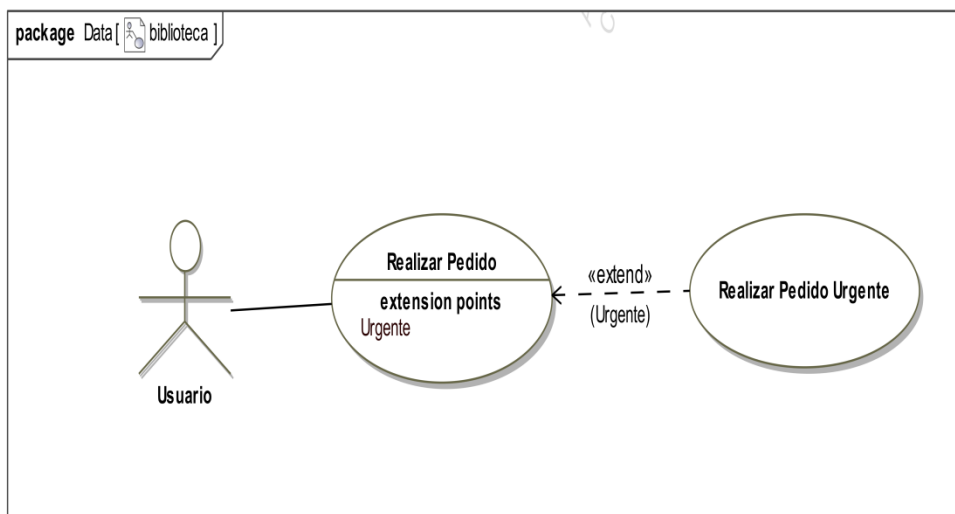 package Data [ biblioteca ]
Realizar Pedido
extension points
Urgente
«extend»
(Urgente)
Realizar Pedido Urgente
Usuario